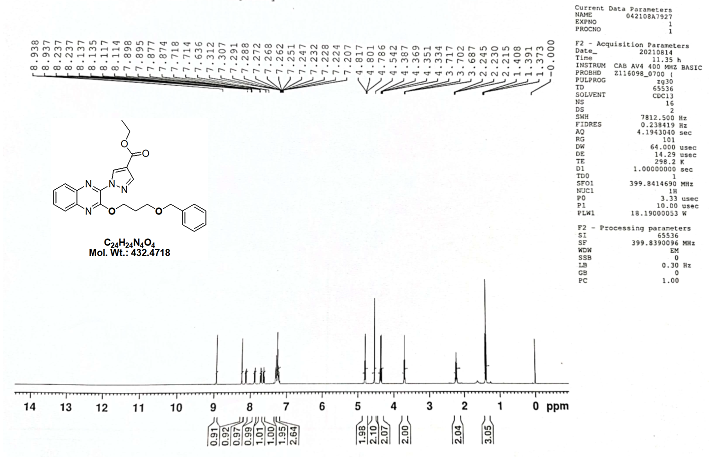 8.938 8.937 8.237 8.237 8.137 8.135 8.117 8.114 7.898 7.895 7.877 7.874 7.718 7.714 7.636 7.312 7.307 7.291 7.288 7.272 7.268 7.262 7.251 7.247 7.232 7.228 7.224 7.207 4.817 4.801 4.786 4.542 4.387 4.369 4.351 4.334 3.717 3.702 3.687 2.245 2.230 2.215 1.408 1.391 1.373 -0.000
O
O
N
N
N
N
O
O
C24H24N4O4
Mol. Wt.: 432.4718
14 13 12 11 10 9 8 7 6 5 4 3 2 1 0 ppm
0.91 0.92 0.97 0.99 1.01 1.00 1.95 2.64 1.98 2.10 2.07 2.00 2.04 3.05
Current Data Parameters
NAME 042108A7927
EXPNO 1
PROCNO 1
F2 - Acquisition Parameters
Date_ 20210814
Time 11.35 h
INSTRUM CAB AV4 400 MHZ BASIC
PROBHD Z116098_0700 (
PULPROG zg30
TD 65536
SOLVENT CDCl3
NS 16
DS 2
SWH 7812.500 Hz
FIDRES 0.238419 Hz
AQ 4.1943040 sec
RG 101
DW 64.000 usec
DE 14.29 usec
TE 298.2 K
D1 1.00000000 sec
TD0 1
SFO1 399.8414690 MHz
NUC1 1H
P0 3.33 usec
P1 10.00 usec
PLW1 18.19000053 W
F2 - Processing parameters
SI 65536
SF 399.8390096 MHz
WDW EM
SSB 0
LB 0.30 Hz
GB 0
PC 1.00